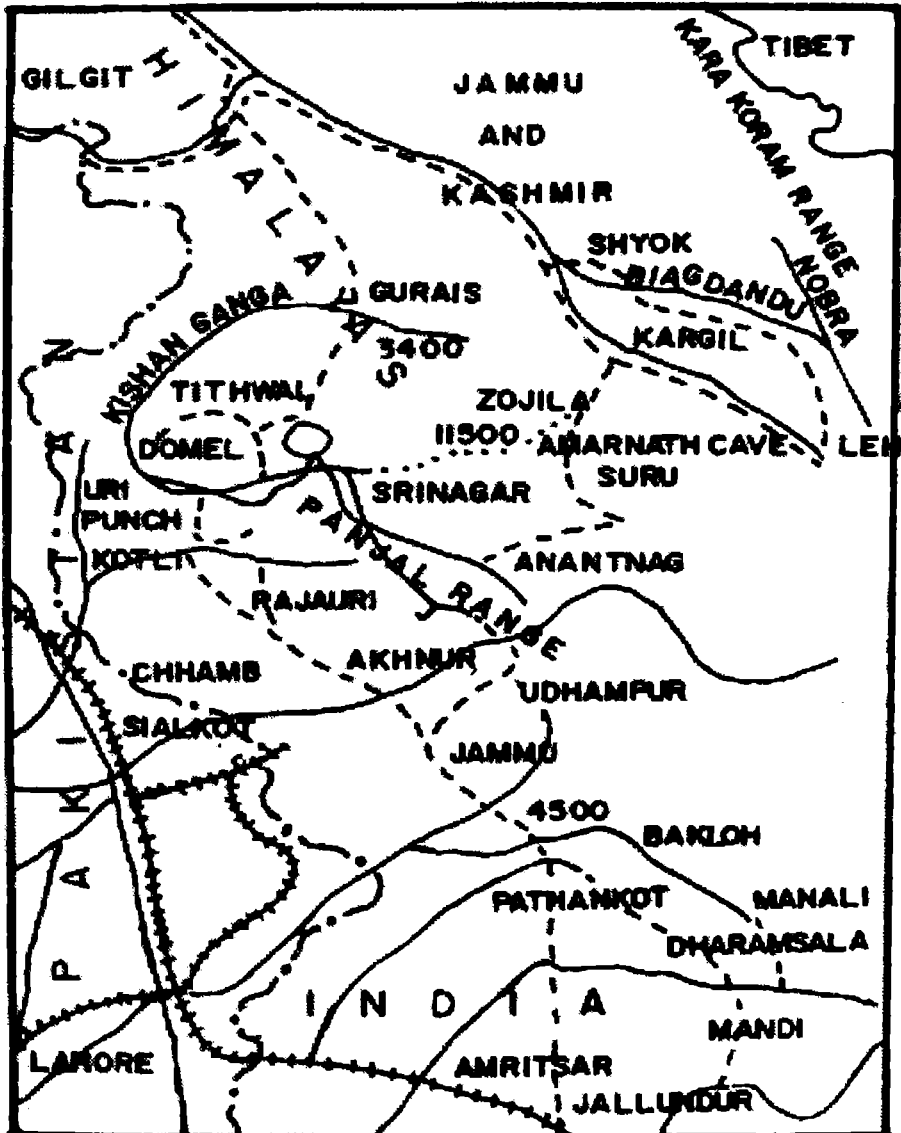 TIBET
GILGIT
HIMALAYAS
JAMMU
AND
KASHMIR
KARA KORAM RANGE
SHYOK
BIAGDANDU
NOBRA
GURAIS
KISHAN GANGA
3400
KARGIL
TITHWAL
ZOJILA
11500
DOMEL
AMARNATH CAVE
LEH
SURU
URI
SRINAGAR
PUNCH
PANJAL RANGE
KOTLI
ANANTNAG
RAJAURI
AKHNUR
CHHAMB
UDHAMPUR
SIALKOT
JAMMU
4500
BAKLOH
PATHANKOT
MANALI
DHARAMSALA
PAKISTAN
INDIA
MANDI
LAHORE
AMRITSAR
JALLUNDUR